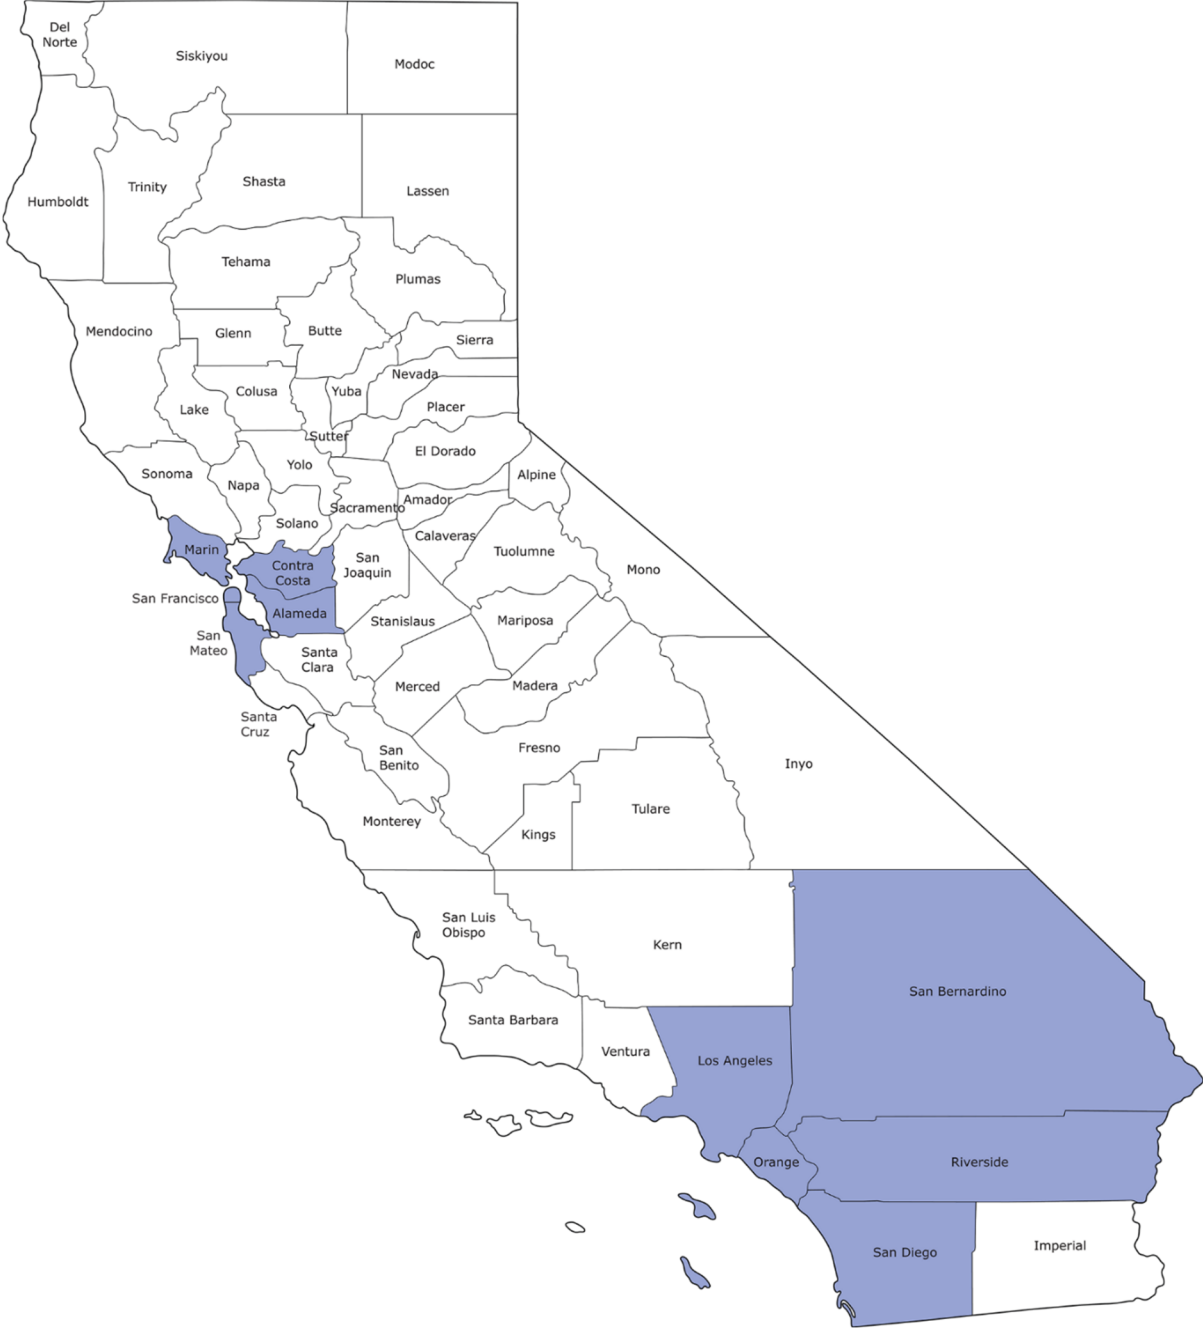 Del
Norte
Siskiyou
Modoc
Humboldt
Trinity
Shasta
Lassen
Tehama
Plumas
Mendocino
Glenn
Butte
Sierra
Nevada
Colusa
Yuba
Lake
Placer
Sutter
El Dorado
Sonoma
Yolo
Napa
Alpine
Sacramento
Amador
Solano
Calaveras
Marin
Contra
Costa
San
Joaquin
Tuolumne
Mono
San Francisco
Alameda
Stanislaus
Mariposa
San
Mateo
Santa
Clara
Merced
Madera
Santa
Cruz
San
Benito
Fresno
Inyo
Monterey
Kings
Tulare
San Luis
Obispo
Kern
San Bernardino
Santa Barbara
Ventura
Los Angeles
Orange
Riverside
San Diego
Imperial